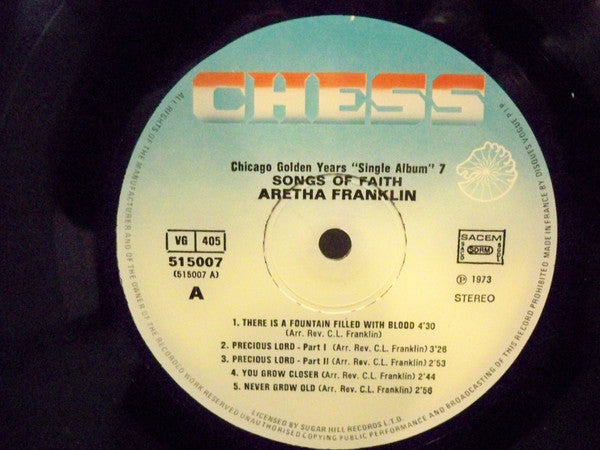 CHESS
Chicago Golden Years "Single Album" 7
SONGS OF FAITH
ARETHA FRANKLIN
VG 405
515007
(515007 A)
A
SACEM
SACD SDRM SGDL
℗ 1973
STEREO
1. THERE IS A FOUNTAIN FILLED WITH BLOOD 4'30
(Arr. Rev. C.L. Franklin)
2. PRECIOUS LORD - Part I (Arr. Rev. C.L. Franklin) 3'26
3. PRECIOUS LORD - Part II (Arr. Rev. C.L. Franklin) 2'53
4. YOU GROW CLOSER (Arr. Rev. C.L. Franklin) 2'44
5. NEVER GROW OLD (Arr. Rev. C.L. Franklin) 2'56
ALL RIGHTS OF THE MANUFACTURER AND OF THE OWNER OF THE RECORDED WORK RESERVED UNAUTHORISED COPYING PUBLIC PERFORMANCE AND BROADCASTING OF THIS RECORD PROHIBITED. MADE IN FRANCE BY DISQUES VOGUE P.I.P.
LICENSED BY SUGAR HILL RECORDS L.T.D.